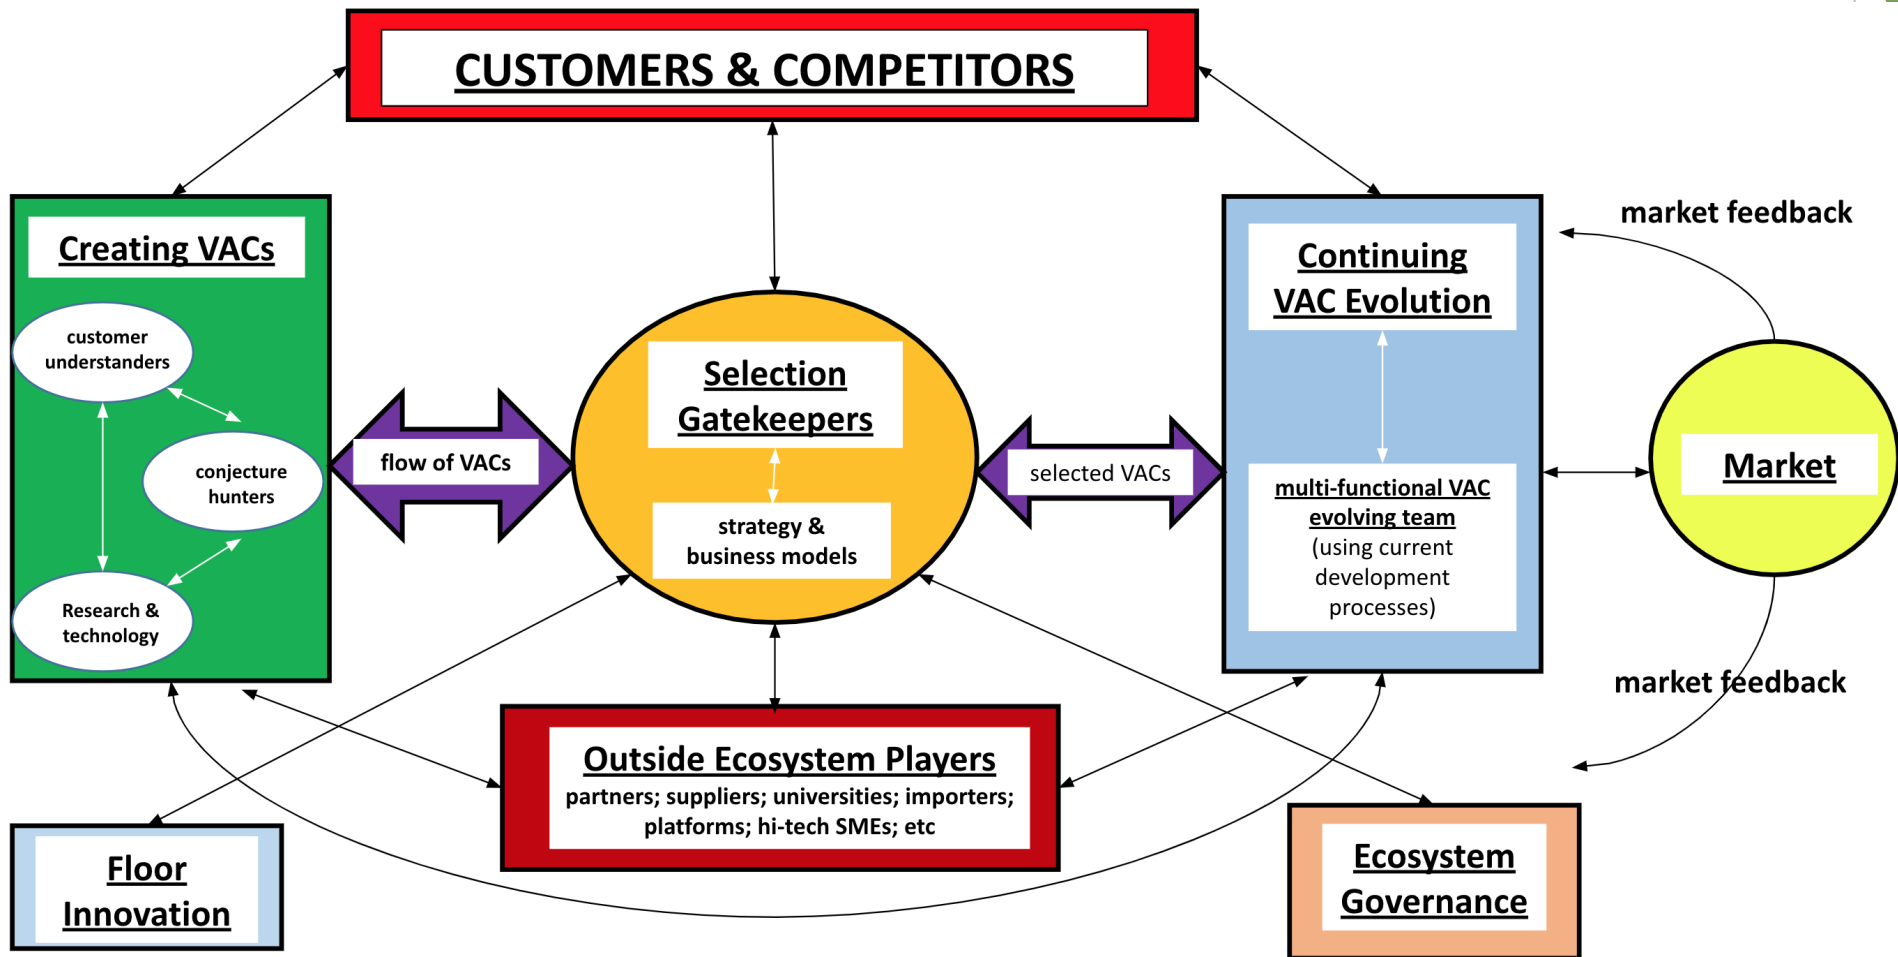 CUSTOMERS & COMPETITORS
Creating VACs
customer
understanders
conjecture
hunters
Research &
technology
flow of VACs
Selection
Gatekeepers
strategy &
business models
selected VACs
Continuing
VAC Evolution
multi-functional VAC
evolving team
(using current
development
processes)
market feedback
Market
market feedback
Outside Ecosystem Players
partners; suppliers; universities; importers;
platforms; hi-tech SMEs; etc
Floor
Innovation
Ecosystem
Governance